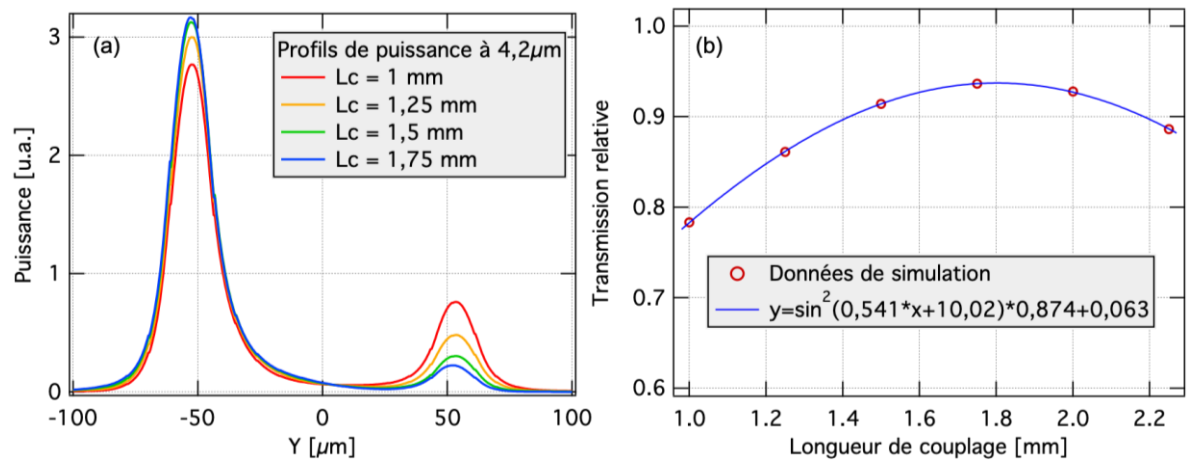 (a)
Profils de puissance à 4,2µm
Lc = 1 mm
Lc = 1,25 mm
Lc = 1,5 mm
Lc = 1,75 mm
3
2
1
0
Puissance [u.a.]
-100
-50
0
50
100
Y [µm]
(b)
1.0
0.9
0.8
0.7
0.6
Transmission relative
Données de simulation
y=sin²(0,541*x+10,02)*0,874+0,063
1.0
1.2
1.4
1.6
1.8
2.0
2.2
Longueur de couplage [mm]